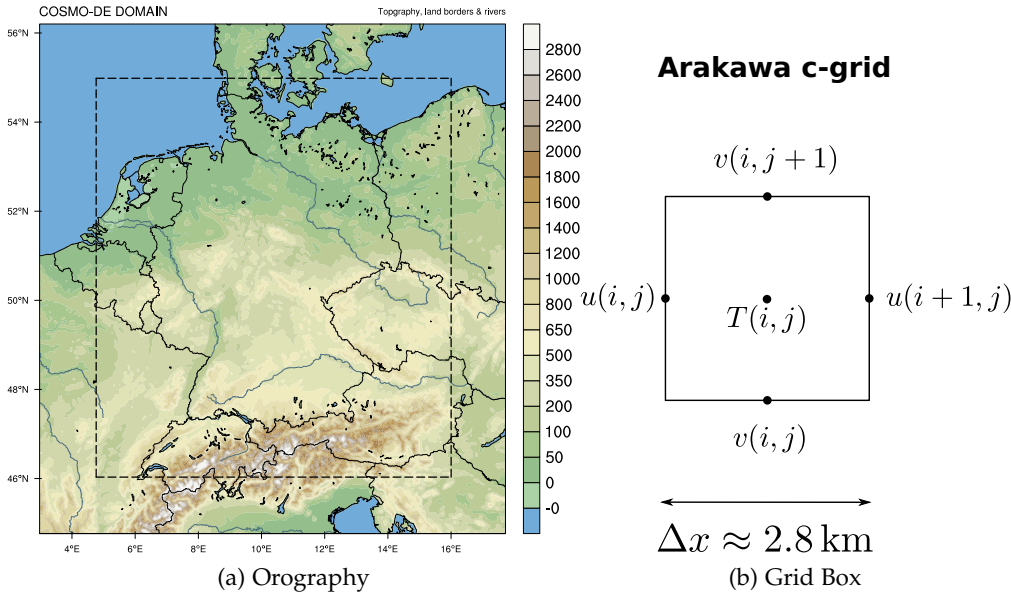 COSMO-DE DOMAIN
Topgraphy, land borders & rivers
56°N
54°N
52°N
50°N
48°N
46°N
4°E 6°E 8°E 10°E 12°E 14°E 16°E
2800
2600
2400
2200
2000
1800
1600
1400
1200
1000
800
650
500
350
200
100
50
0
-0
(a) Orography
Arakawa c-grid
v(i, j + 1)
u(i, j)
T(i, j)
u(i + 1, j)
v(i, j)
Δx ≈ 2.8 km
(b) Grid Box